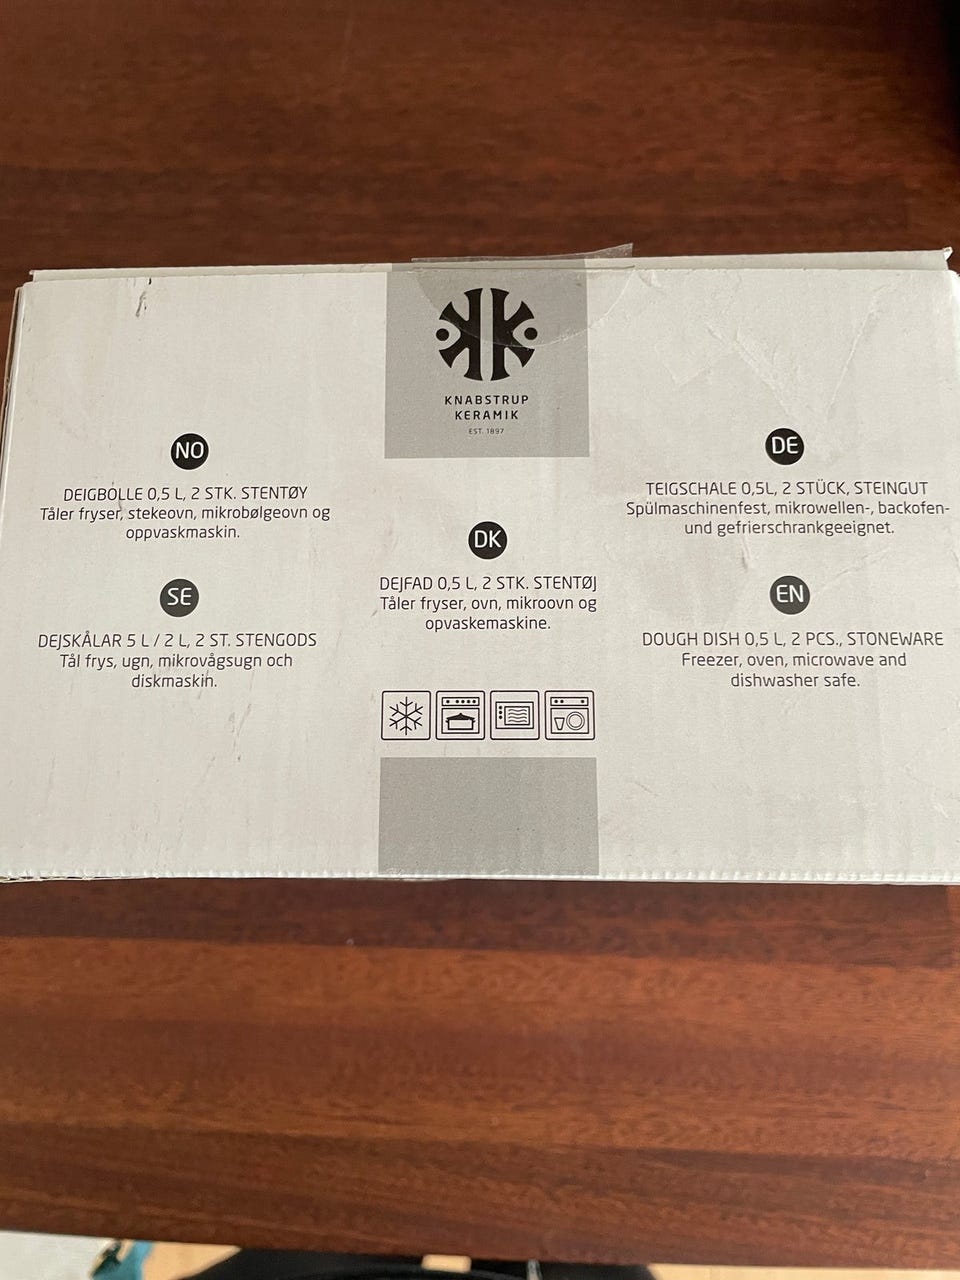 KNABSTRUP
KERAMIK
EST. 1897
NO
DEIGBOLLE 0,5 L, 2 STK. STENTØY
Tåler fryser, stekeovn, mikrobølgeovn og
oppvaskmaskin.
SE
DEJSKÅLAR 5 L / 2 L, 2 ST. STENGODS
Tål frys, ugn, mikrovågsugn och
diskmaskin.
DK
DEJFAD 0,5 L, 2 STK. STENTØJ
Tåler fryser, ovn, mikroovn og
opvaskemaskine.
DE
TEIGSCHALE 0,5L, 2 STÜCK, STEINGUT
Spülmaschinenfest, mikrowellen-, backofen-
und gefrierschrankgeeignet.
EN
DOUGH DISH 0,5 L, 2 PCS., STONEWARE
Freezer, oven, microwave and
dishwasher safe.